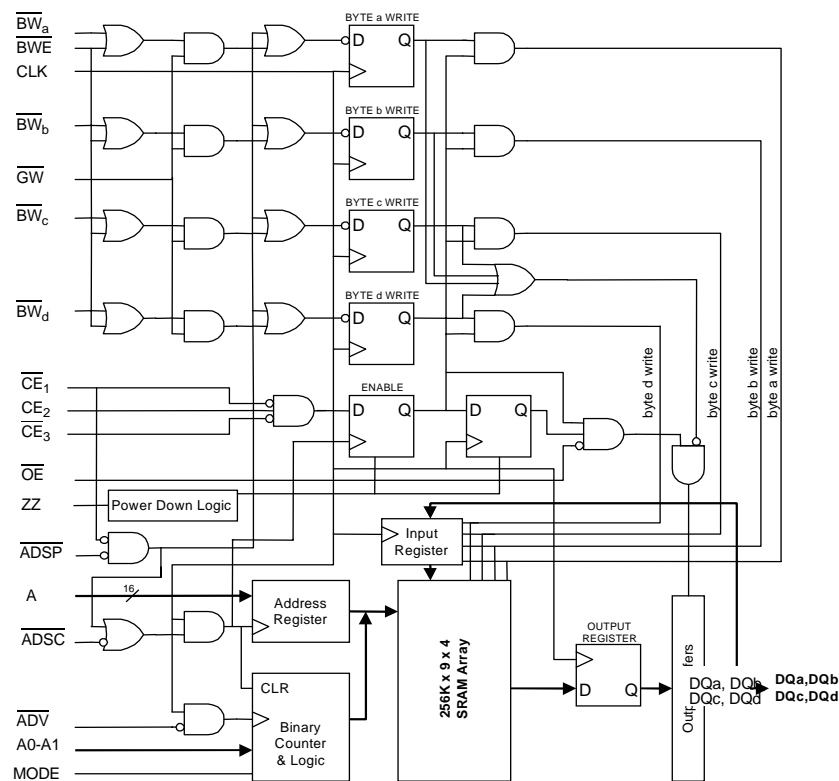 BWa
BWE
CLK
BWb
GW
BWc
BWd
CE1
CE2
CE3
OE
ZZ
ADSP
A
ADSC
ADV
A0-A1
MODE
BYTE a WRITE
D Q
BYTE b WRITE
D Q
BYTE c WRITE
D Q
BYTE d WRITE
D Q
ENABLE
D Q
D Q
Power Down Logic
Input
Register
16
Address
Register
CLR
Binary
Counter
& Logic
256K x 9 x 4
SRAM Array
OUTPUT
REGISTER
D Q
byte d write
byte c write
byte b write
byte a write
DQa, DQb
DQc, DQd
DQa,DQb
DQc,DQd